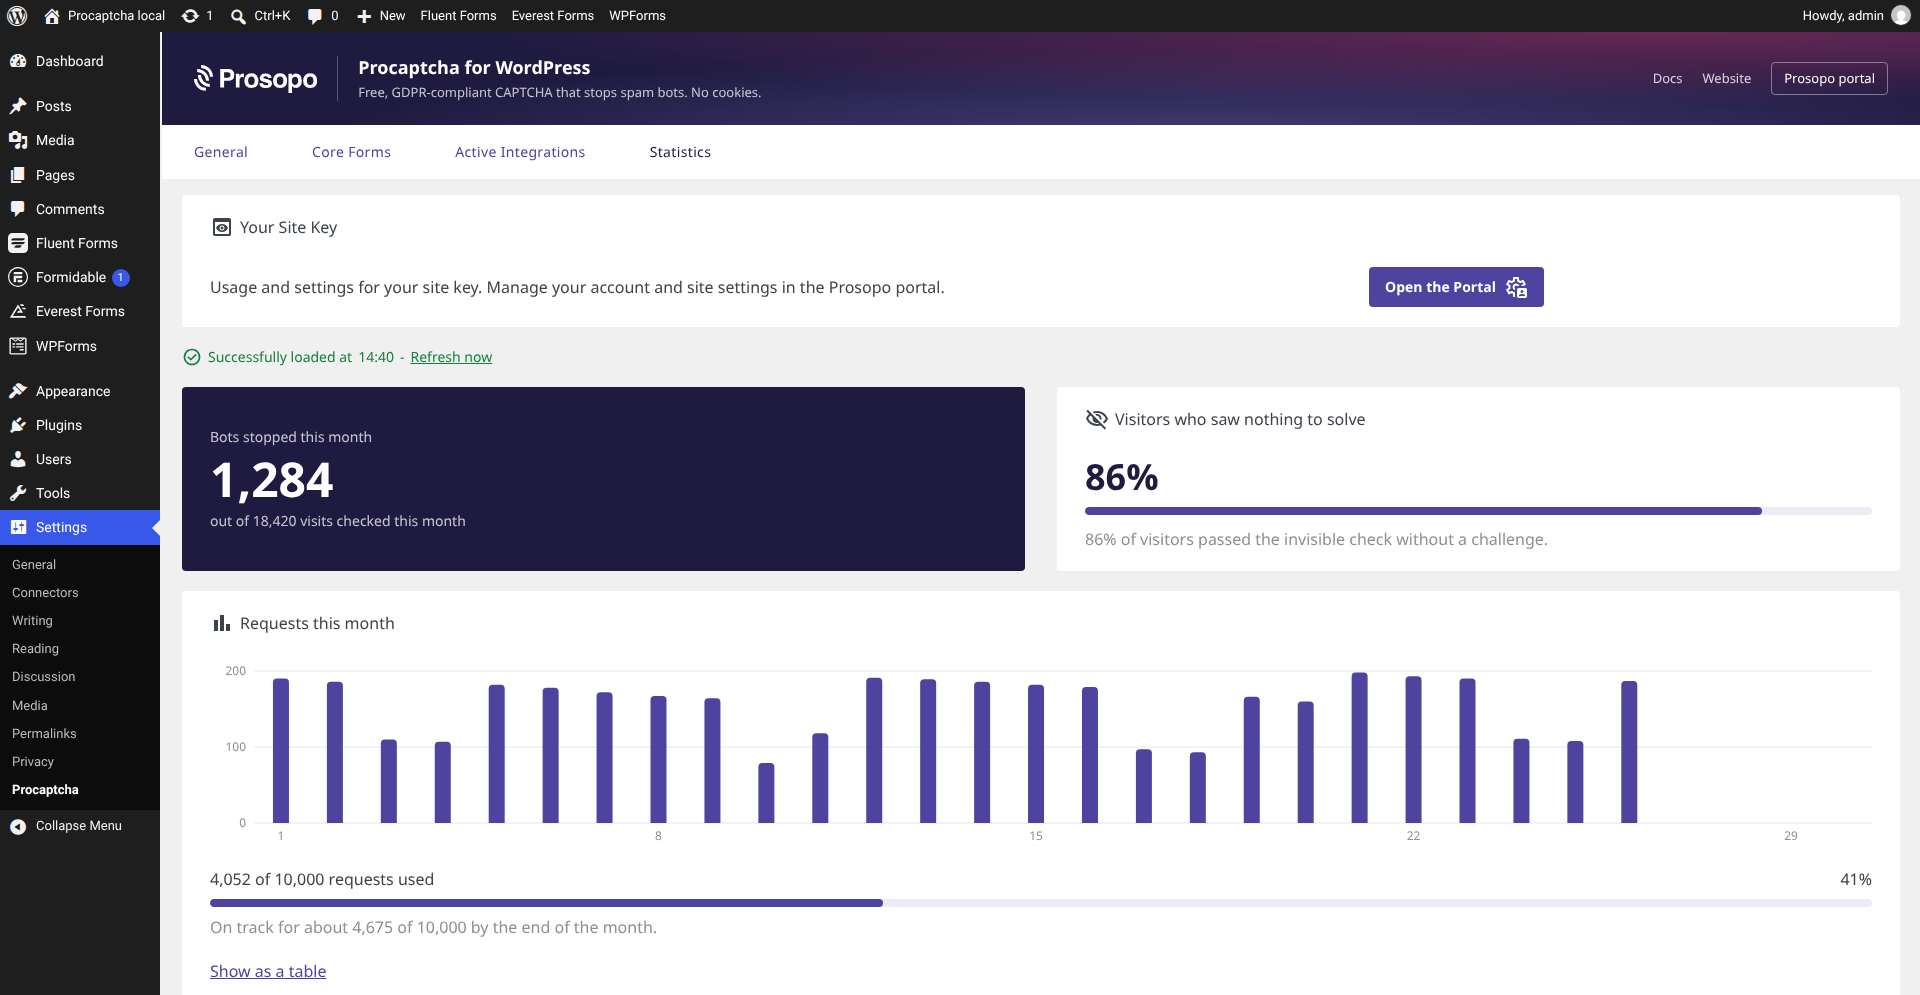 Procaptcha local
1
Ctrl+K
0
New
Fluent Forms
Everest Forms
WPForms
Howdy, admin
Dashboard
Posts
Media
Pages
Comments
Fluent Forms
Formidable 1
Everest Forms
WPForms
Appearance
Plugins
Users
Tools
Settings
General
Connectors
Writing
Reading
Discussion
Media
Permalinks
Privacy
Procaptcha
Collapse Menu
Prosopo
Procaptcha for WordPress
Free, GDPR-compliant CAPTCHA that stops spam bots. No cookies.
Docs
Website
Prosopo portal
General
Core Forms
Active Integrations
Statistics
Your Site Key
Usage and settings for your site key. Manage your account and site settings in the Prosopo portal.
Open the Portal
Successfully loaded at 14:40 - Refresh now
Bots stopped this month
1,284
out of 18,420 visits checked this month
Visitors who saw nothing to solve
86%
86% of visitors passed the invisible check without a challenge.
Requests this month
200
100
0
1
8
15
22
29
4,052 of 10,000 requests used
41%
On track for about 4,675 of 10,000 by the end of the month.
Show as a table